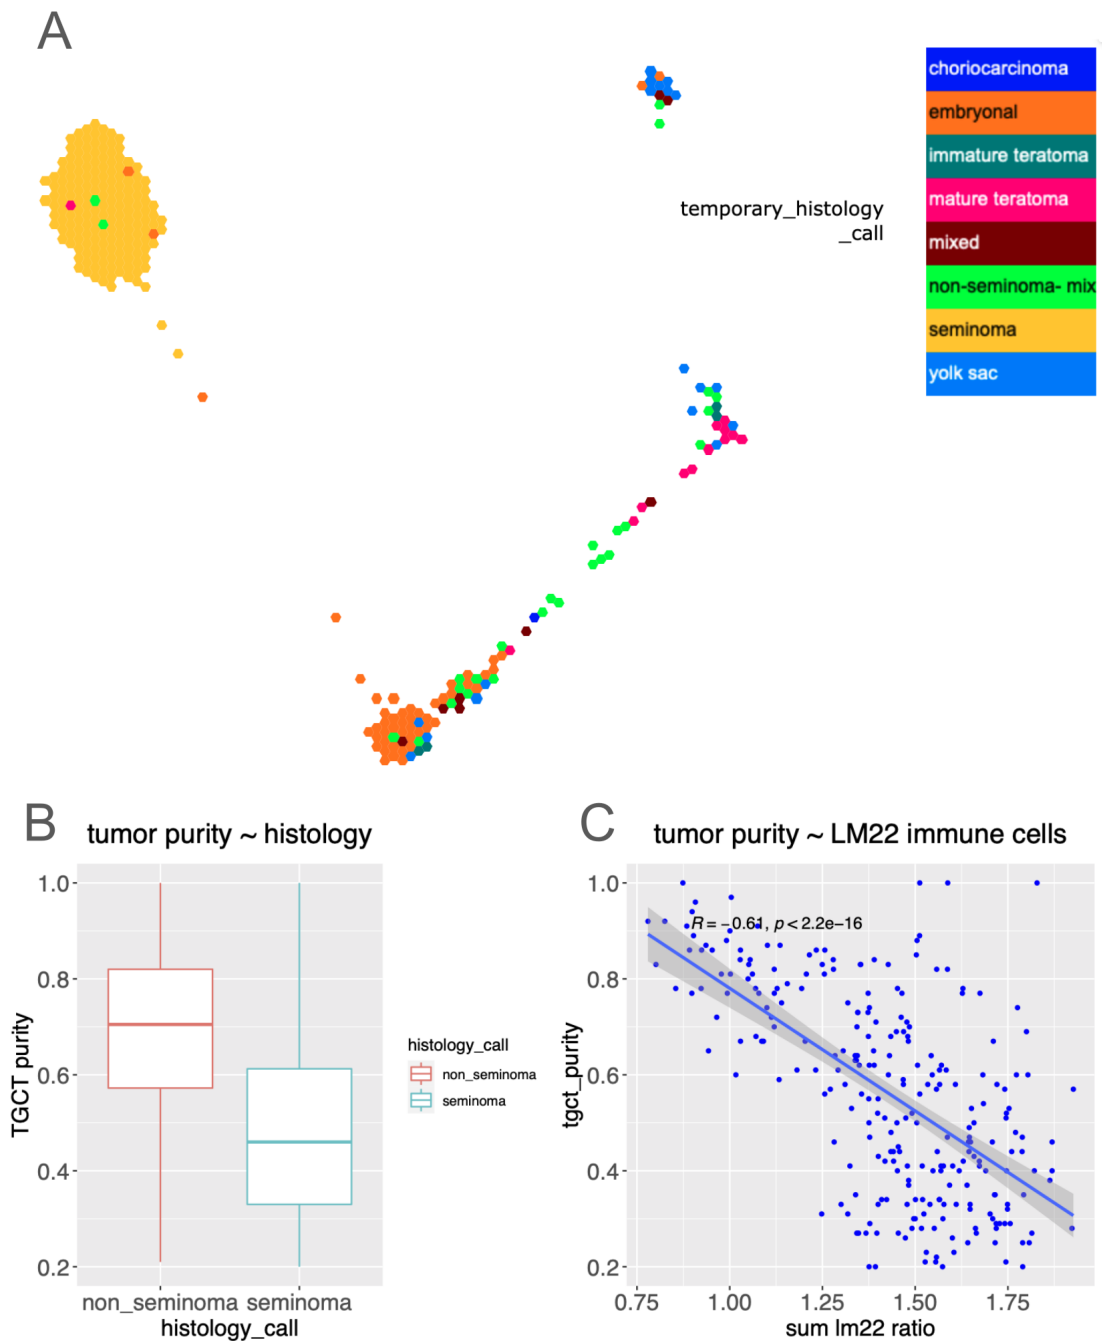 A
choriocarcinoma
embryonal
immature teratoma
mature teratoma
mixed
non-seminoma- mix
seminoma
yolk sac
temporary_histology
_call
B
tumor purity ~ histology
TGCT purity
1.0
0.8
0.6
0.4
0.2
non_seminoma seminoma
histology_call
histology_call
non_seminoma
seminoma
C
tumor purity ~ LM22 immune cells
R = −0.61, p < 2.2e−16
tgct_purity
1.0
0.8
0.6
0.4
0.2
0.75 1.00 1.25 1.50 1.75
sum lm22 ratio